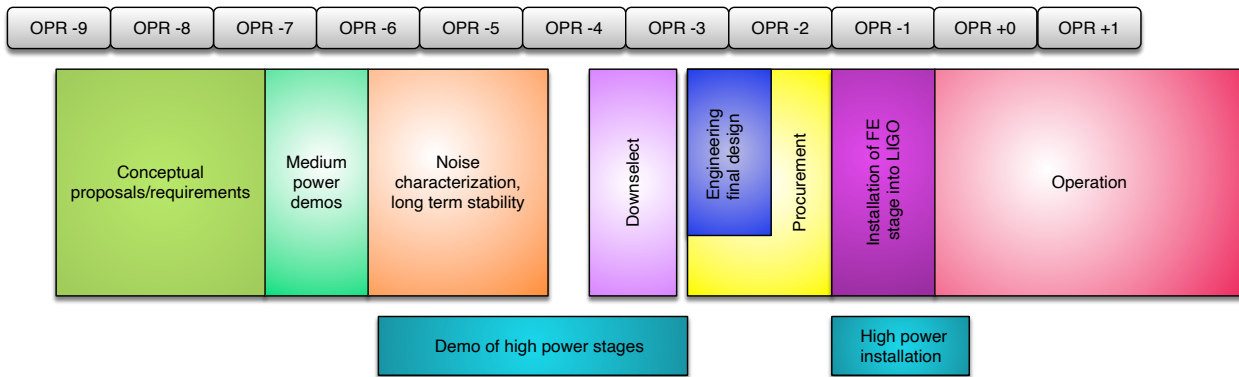 OPR -9
OPR -8
OPR -7
OPR -6
OPR -5
OPR -4
OPR -3
OPR -2
OPR -1
OPR +0
OPR +1
Conceptual
proposals/requirements
Medium
power
demos
Noise
characterization,
long term stability
Downselect
Engineering
final design
Procurement
Installation of FE
stage into LIGO
Operation
Demo of high power stages
High power
installation